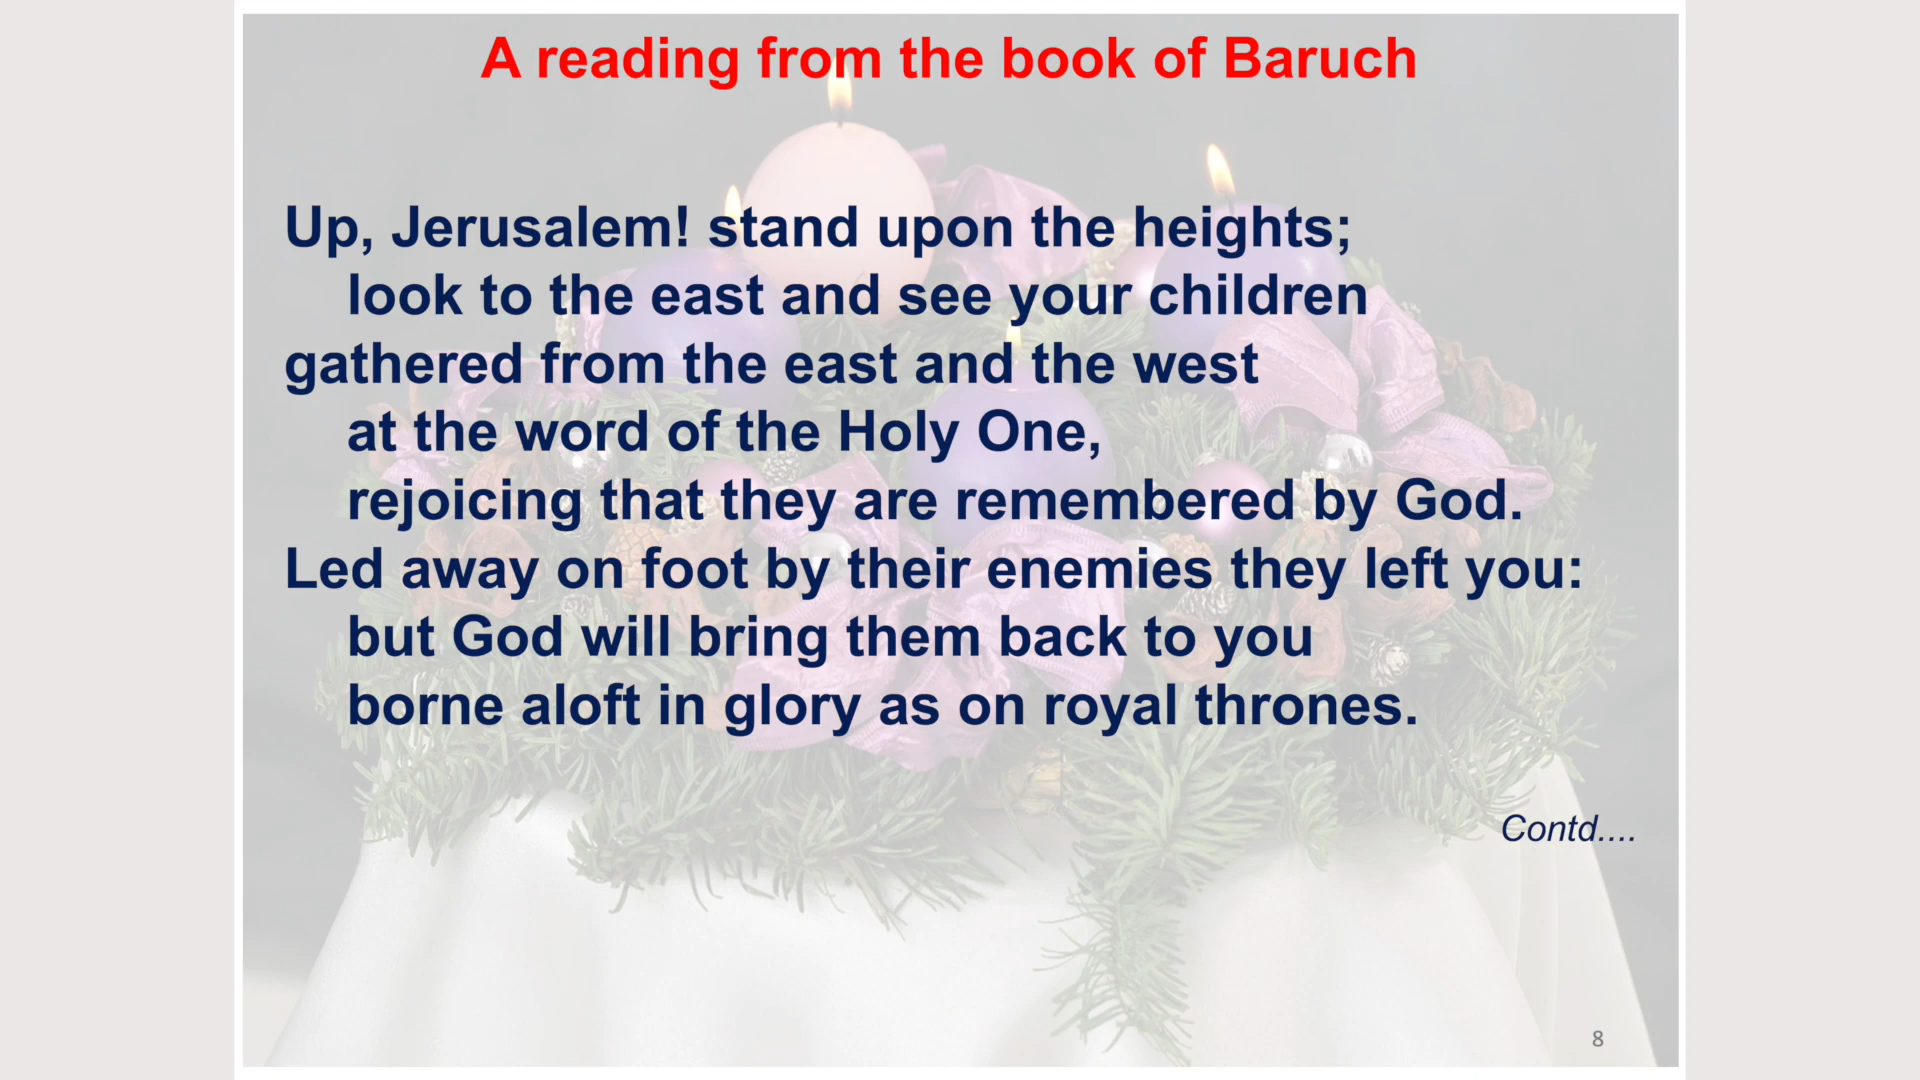 A reading from the book of Baruch
Up, Jerusalem! stand upon the heights;
look to the east and see your children
gathered from the east and the west
at the word of the Holy One,
rejoicing that they are remembered by God.
Led away on foot by their enemies they left you:
but God will bring them back to you
borne aloft in glory as on royal thrones.
Contd....
8